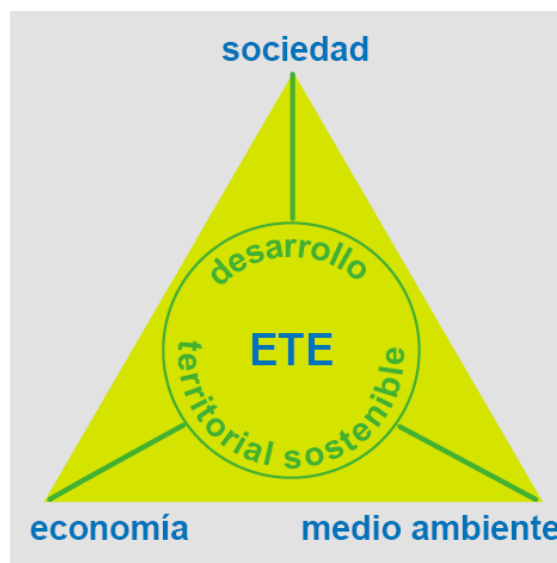 sociedad
desarrollo
ETE
territorial sostenible
economía
medio ambiente